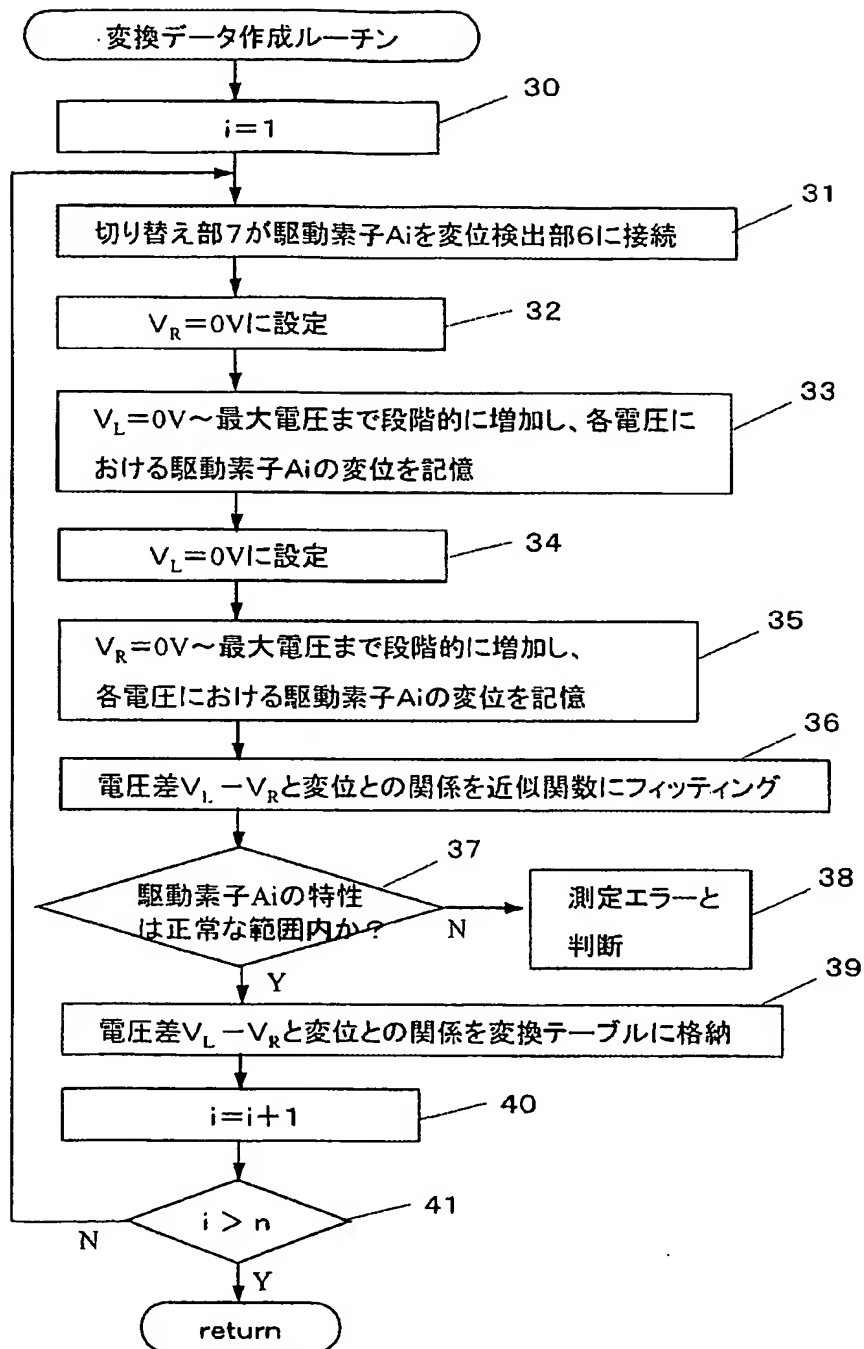 変換データ作成ルーチン
30
i=1
31
切り替え部7が駆動素子Aiを変位検出部6に接続
32
V_R=0Vに設定
33
V_L=0V～最大電圧まで段階的に増加し、各電圧に
おける駆動素子Aiの変位を記憶
34
V_L=0Vに設定
35
V_R=0V～最大電圧まで段階的に増加し、
各電圧における駆動素子Aiの変位を記憶
36
電圧差V_L－V_Rと変位との関係を近似関数にフィッティング
37
駆動素子Aiの特性
は正常な範囲内か?
N
38
測定エラーと
判断
Y
39
電圧差V_L－V_Rと変位との関係を変換テーブルに格納
40
i=i+1
41
i > n
N
Y
return